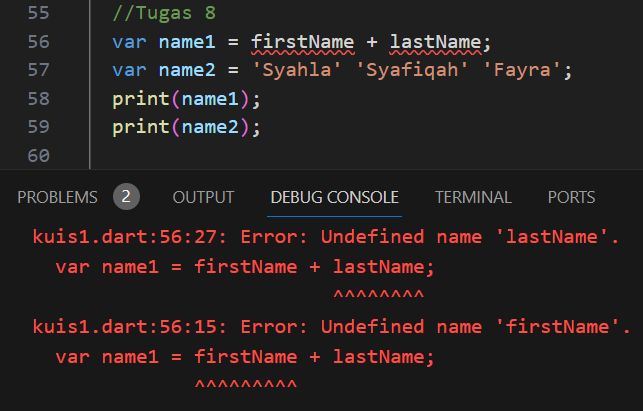 55 //Tugas 8
56 var name1 = firstName + lastName;
57 var name2 = 'Syahla' 'Syafiqah' 'Fayra';
58 print(name1);
59 print(name2);
60
PROBLEMS 2 OUTPUT DEBUG CONSOLE TERMINAL PORTS
kuis1.dart:56:27: Error: Undefined name 'lastName'.
  var name1 = firstName + lastName;
                          ^^^^^^^^
kuis1.dart:56:15: Error: Undefined name 'firstName'.
  var name1 = firstName + lastName;
              ^^^^^^^^^